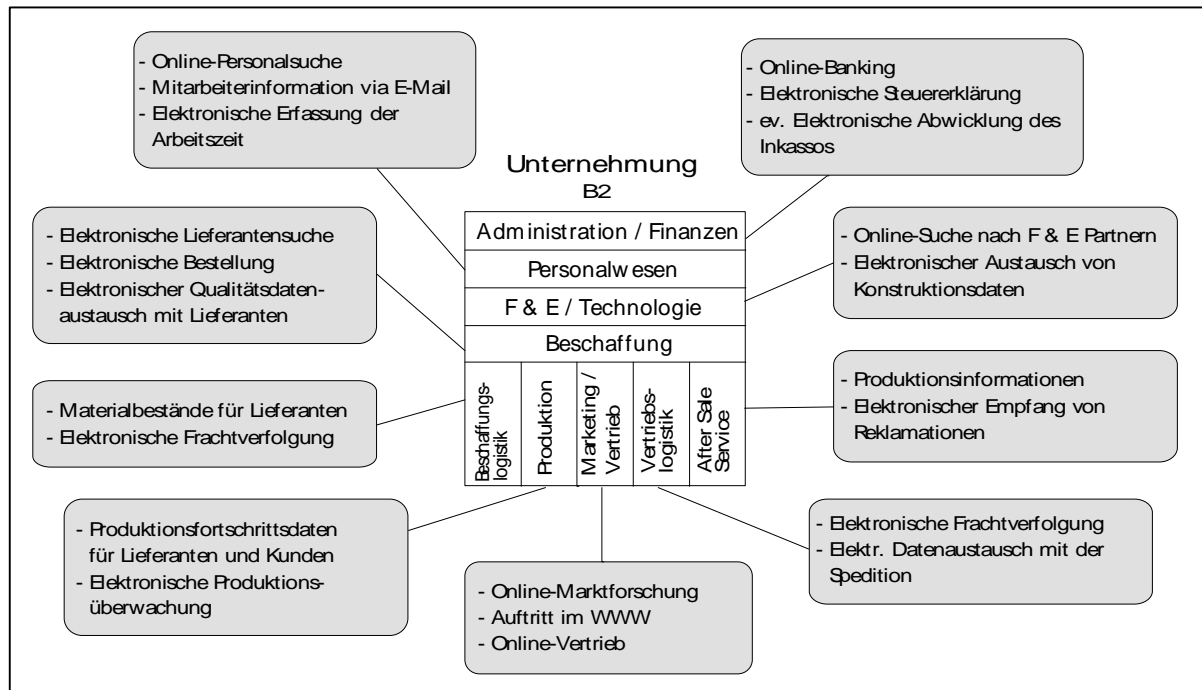 - Online-Personalsuche
- Mitarbeiterinformation via E-Mail
- Elektronische Erfassung der
Arbeitszeit
- Online-Banking
- Elektronische Steuererklärung
- ev. Elektronische Abwicklung des
Inkassos
Unternehmung
B2
Administration / Finanzen
Personalwesen
F & E / Technologie
Beschaffung
Beschaffungs-
logistik
Produktion
Marketing /
Vertrieb
Vertriebs-
logistik
After Sale
Service
- Elektronische Lieferantensuche
- Elektronische Bestellung
- Elektronischer Qualitätsdaten-
austausch mit Lieferanten
- Online-Suche nach F & E Partnern
- Elektronischer Austausch von
Konstruktionsdaten
- Materialbestände für Lieferanten
- Elektronische Frachtverfolgung
- Produktionsinformationen
- Elektronischer Empfang von
Reklamationen
- Produktionsfortschrittsdaten
für Lieferanten und Kunden
- Elektronische Produktions-
überwachung
- Online-Marktforschung
- Auftritt im WWW
- Online-Vertrieb
- Elektronische Frachtverfolgung
- Elektr. Datenaustausch mit der
Spedition